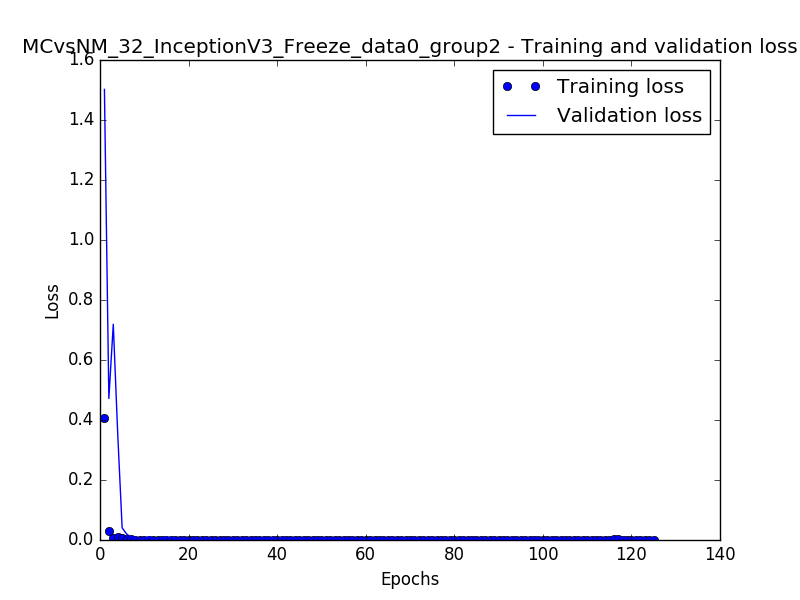 MCvsNM_32_InceptionV3_Freeze_data0_group2 - Training and validation loss
1.6
1.4
1.2
1.0
0.8
0.6
0.4
0.2
0.0
Loss
Training loss
Validation loss
0 20 40 60 80 100 120 140
Epochs